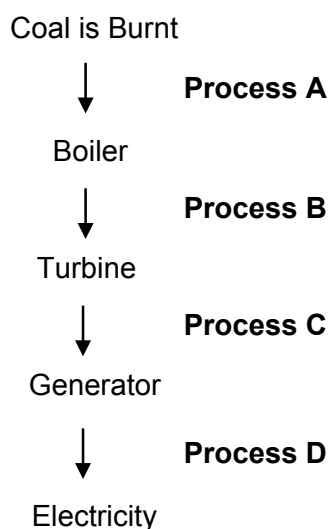 Coal is Burnt
Process A
Boiler
Process B
Turbine
Process C
Generator
Process D
Electricity